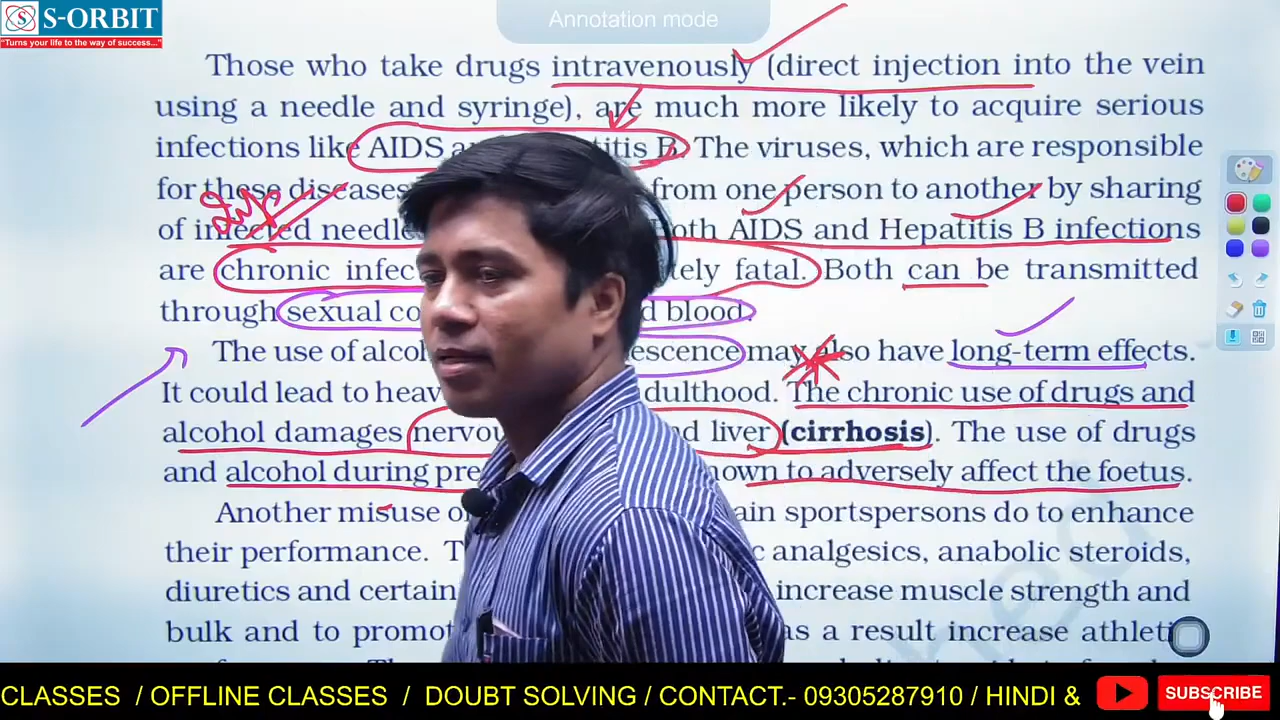 S-ORBIT
"Turns your life to the way of success..."
Annotation mode
Those who take drugs intravenously (direct injection into the vein
using a needle and syringe), are much more likely to acquire serious
infections like AIDS titis B. The viruses, which are responsible
for these diseases from one person to another by sharing
of infected needle oth AIDS and Hepatitis B infections
are chronic infec tely fatal. Both can be transmitted
through sexual co d blood.
The use of alcoh escence may also have long-term effects.
It could lead to heav dulthood. The chronic use of drugs and
alcohol damages nervou nd liver (cirrhosis). The use of drugs
and alcohol during pre own to adversely affect the foetus.
Another misuse o ain sportspersons do to enhance
their performance. T c analgesics, anabolic steroids,
diuretics and certain increase muscle strength and
bulk and to promot as a result increase athleti
CLASSES / OFFLINE CLASSES / DOUBT SOLVING / CONTACT.- 09305287910 / HINDI &
SUBSCRIBE